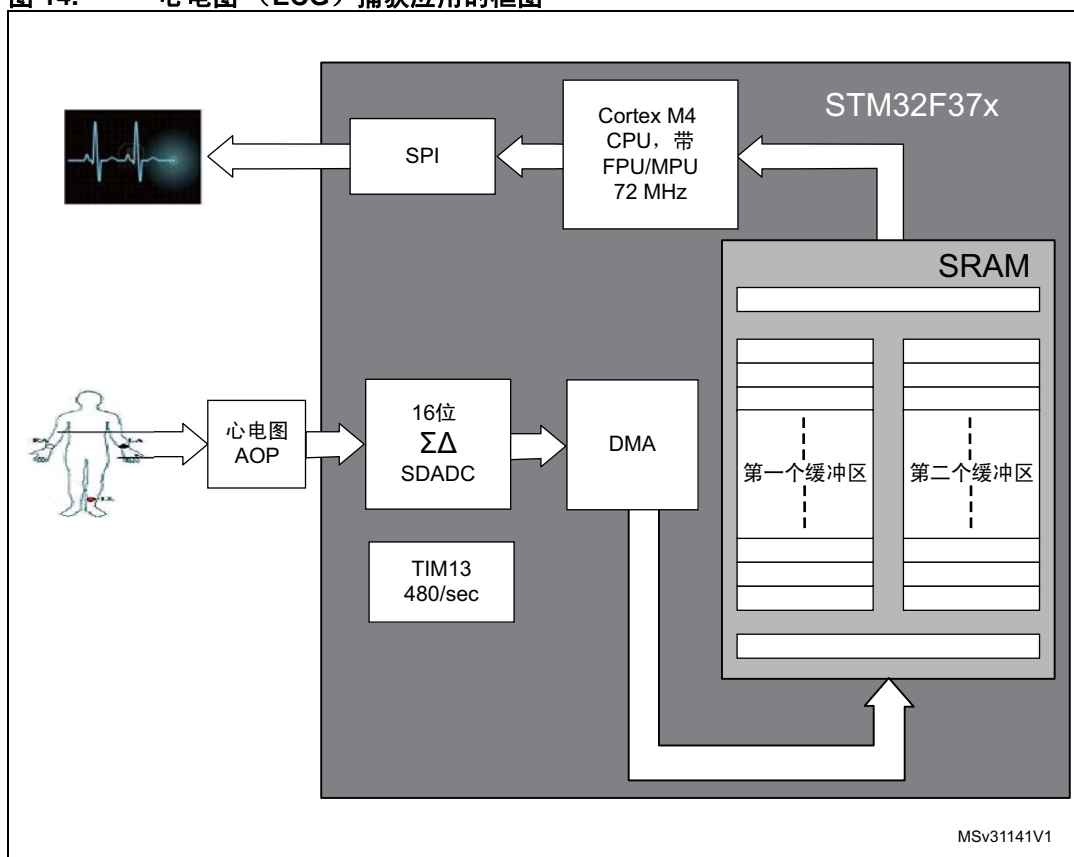 图 14. 心电图 （ECG）捕获应用的框图
STM32F37x
Cortex M4
CPU，带
FPU/MPU
72 MHz
SPI
SRAM
心电图
AOP
16位
ΣΔ
SDADC
DMA
第一个缓冲区
第二个缓冲区
TIM13
480/sec
MSv31141V1